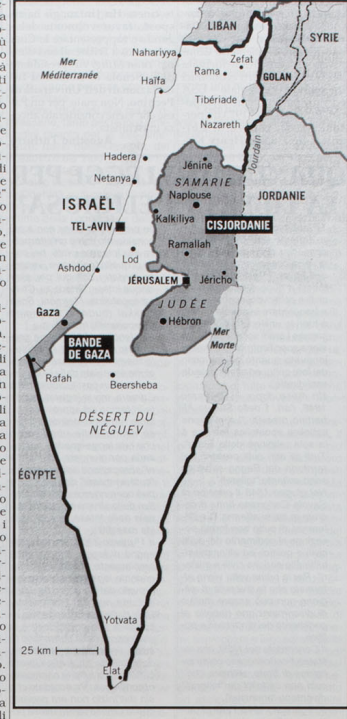 LIBAN
SYRIE
Nahariyya
Mer
Méditerranée
Zefat
Rama
GOLAN
Haïfa
Tibériade
Nazareth
Jourdain
Hadera
Jénine
Netanya
SAMARIE
Naplouse
JORDANIE
ISRAËL
Kalkiliya
TEL-AVIV
CISJORDANIE
Ramallah
Lod
Ashdod
JÉRUSALEM
Jéricho
JUDÉE
Gaza
Hébron
Mer
Morte
BANDE
DE GAZA
Rafah
Beersheba
DÉSERT DU
NÉGUEV
ÉGYPTE
Yotvata
25 km
Elat